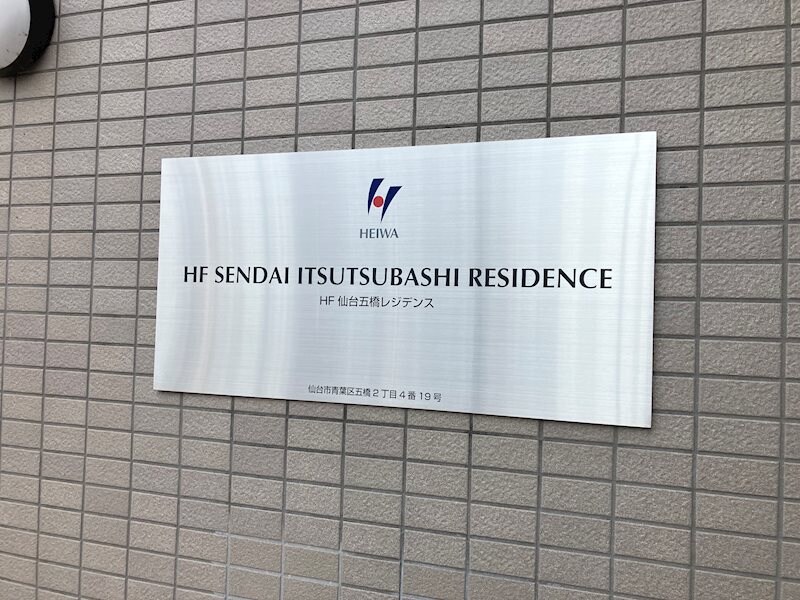 HEIWA
HF SENDAI ITSUTSUBASHI RESIDENCE
HF 仙台五橋レジデンス
仙台市青葉区五橋2丁目4番19号